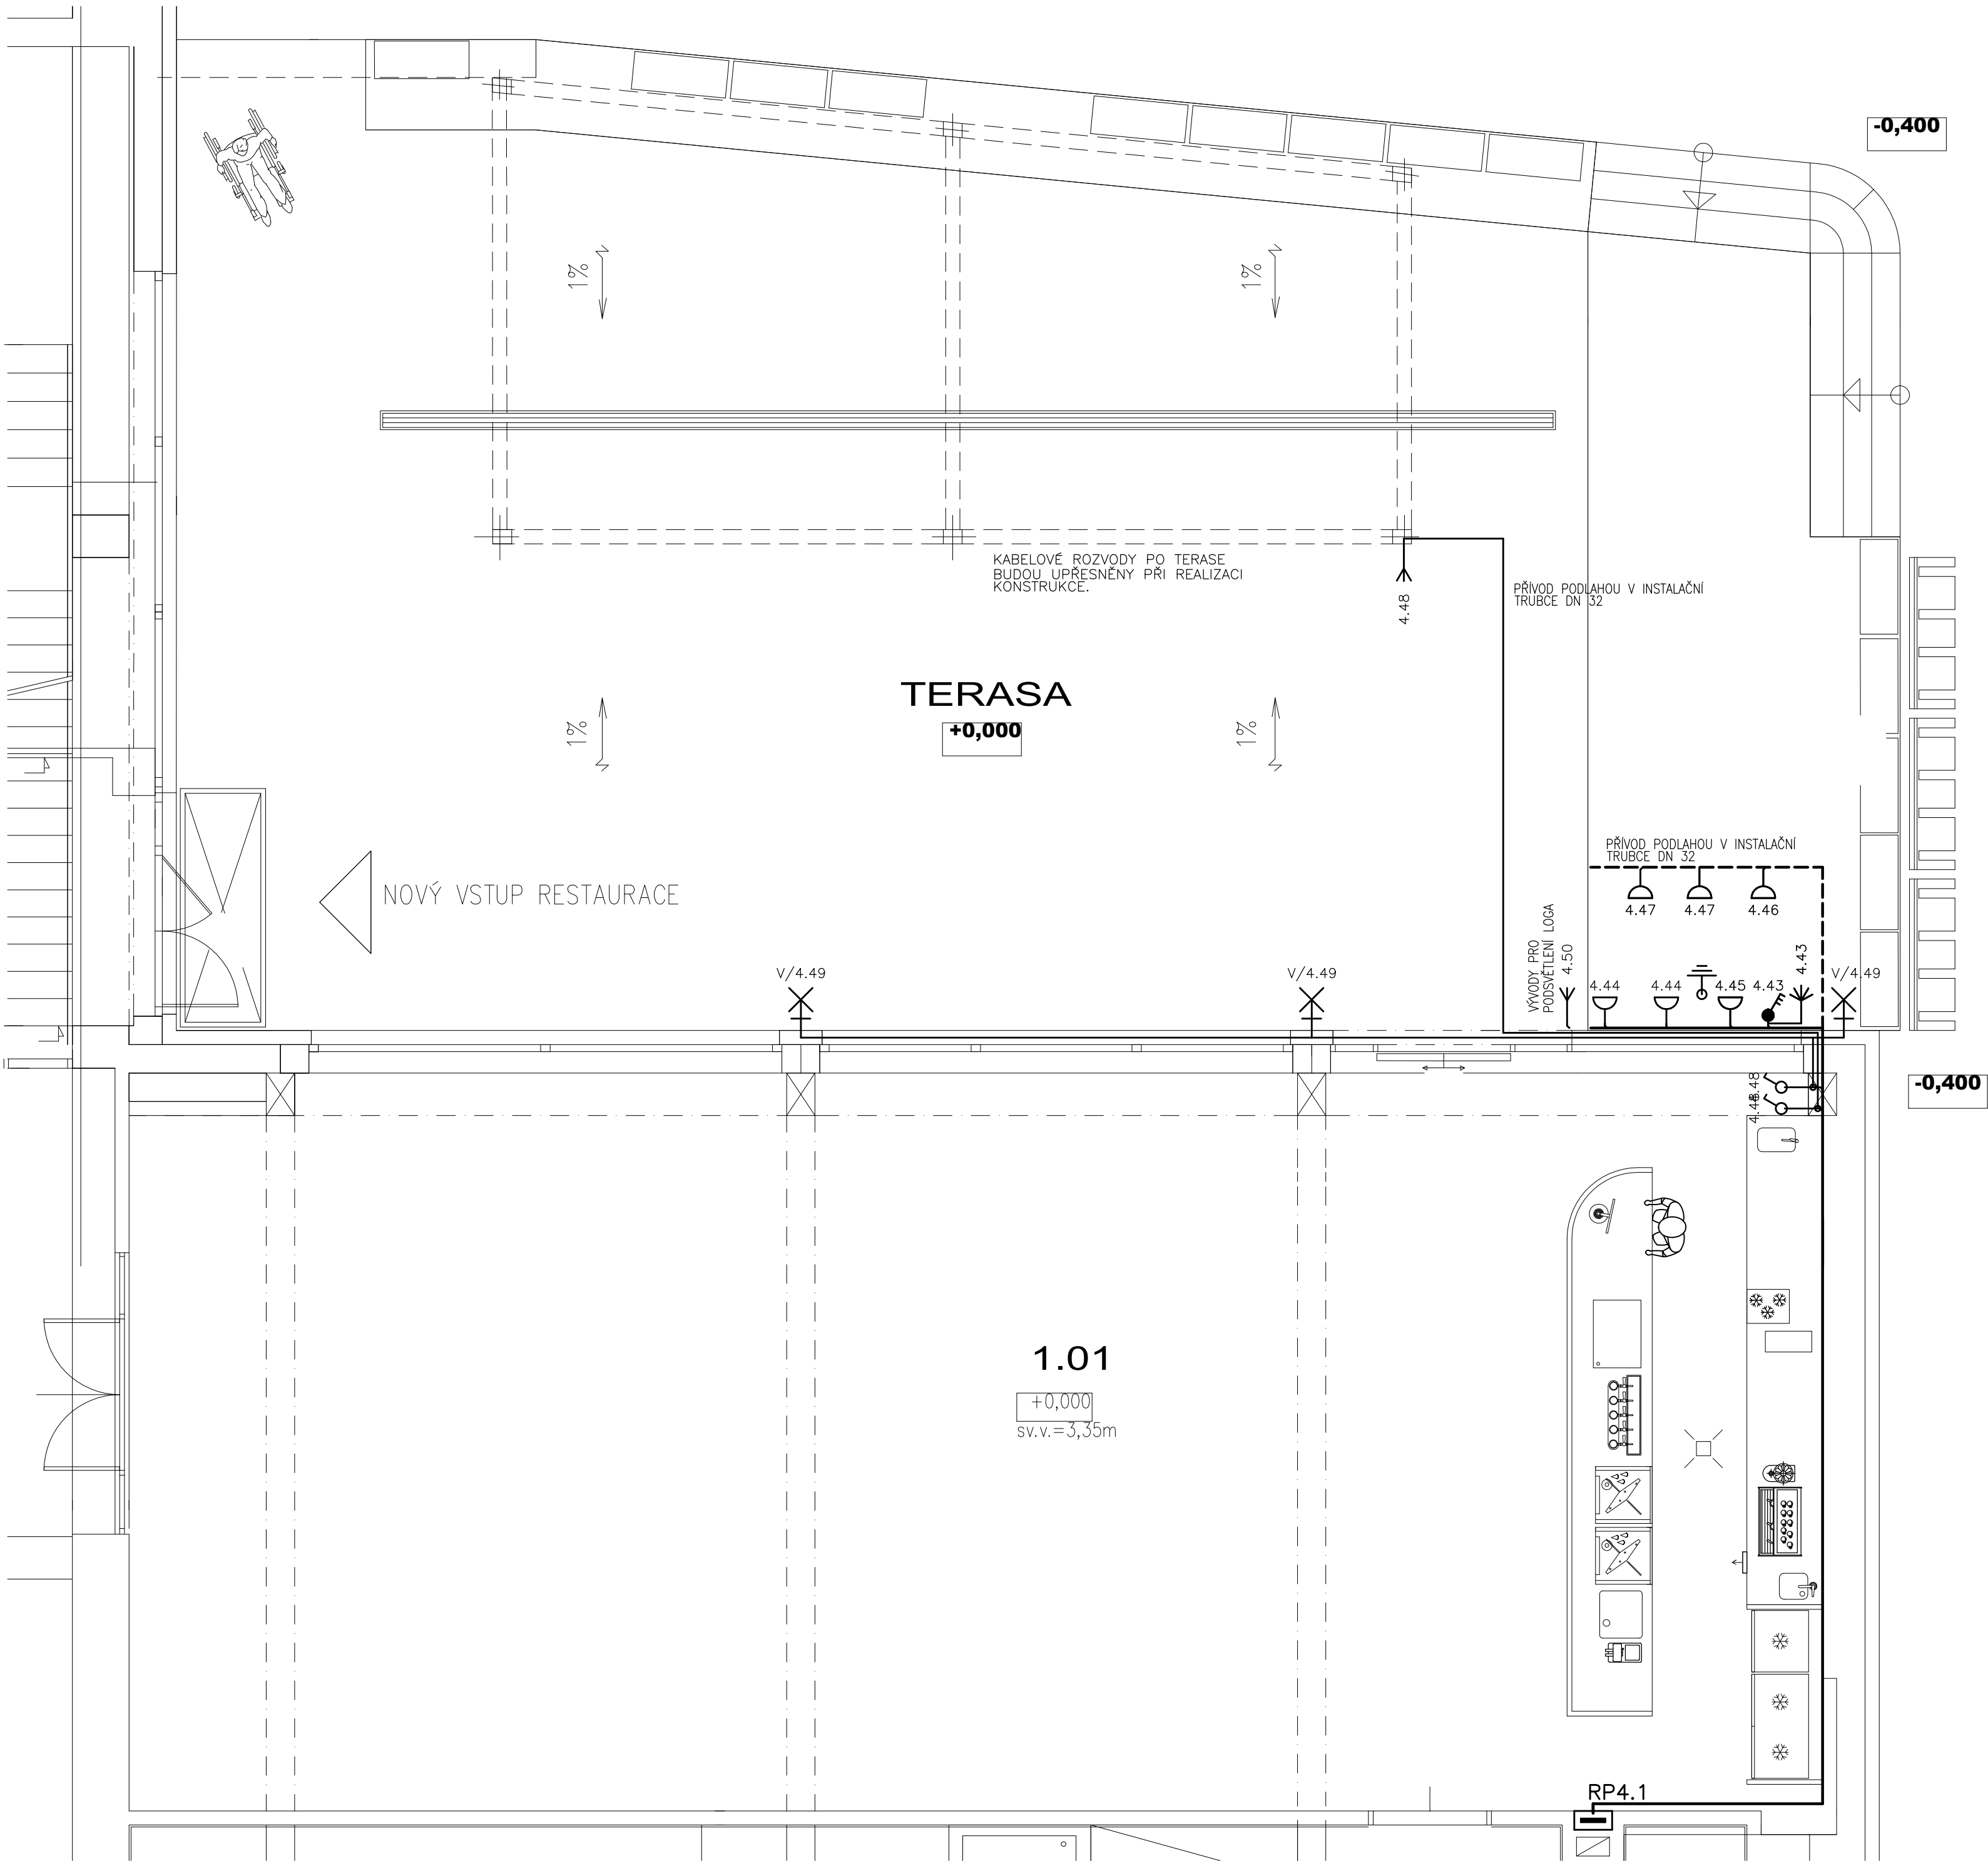 -0,400
1%
1%
KABELOVÉ ROZVODY PO TERASE
BUDOU UPŘESNĚNY PŘI REALIZACI
KONSTRUKCE.
4.48
PŘÍVOD PODLAHOU V INSTALAČNÍ
TRUBCE DN 32
TERASA
+0,000
1%
1%
NOVÝ VSTUP RESTAURACE
PŘÍVOD PODLAHOU V INSTALAČNÍ
TRUBCE DN 32
4.47
4.47
4.46
VÝVODY PRO
PODSVĚTLENÍ LOGA
4.50
V/4.49
V/4.49
4.44
4.44
4.45
4.43
4.43
V/4.49
4.48
-0,400
1.01
+0,000
sv.v.=3,35m
RP4.1